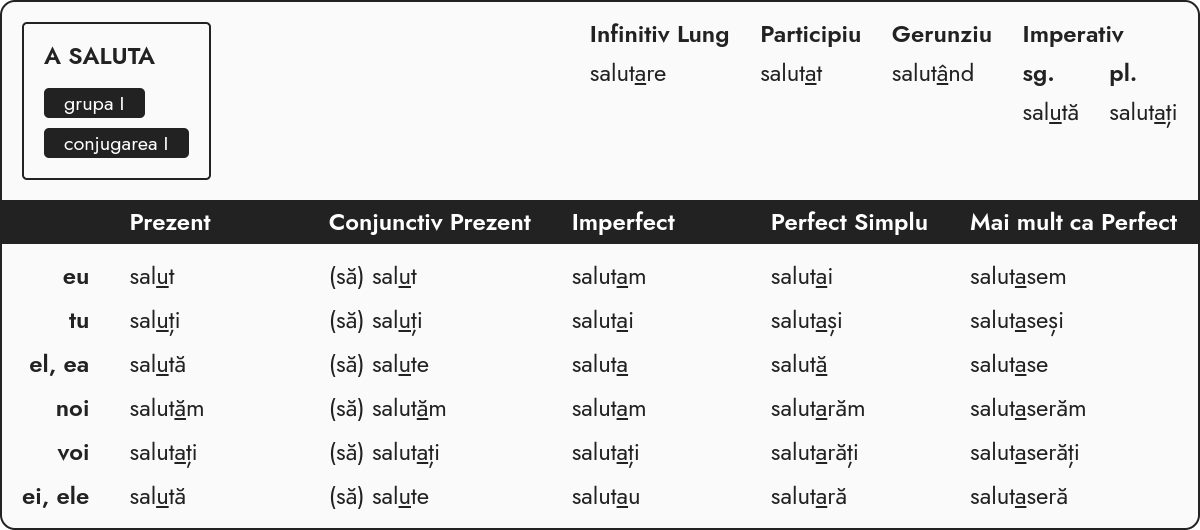 A SALUTA
grupa I
conjugarea I
Infinitiv Lung Participiu Gerunziu Imperativ
salutare salutat salutând sg. pl.
salută salutați
Prezent Conjunctiv Prezent Imperfect Perfect Simplu Mai mult ca Perfect
eu salut (să) salut salutam salutai salutasem
tu saluți (să) saluți salutai salutași salutaseși
el, ea salută (să) salute saluta salută salutase
noi salutăm (să) salutăm salutam salutarăm salutaserăm
voi salutați (să) salutați salutați salutarăți salutaserăți
ei, ele salută (să) salute salutau salutară salutaseră